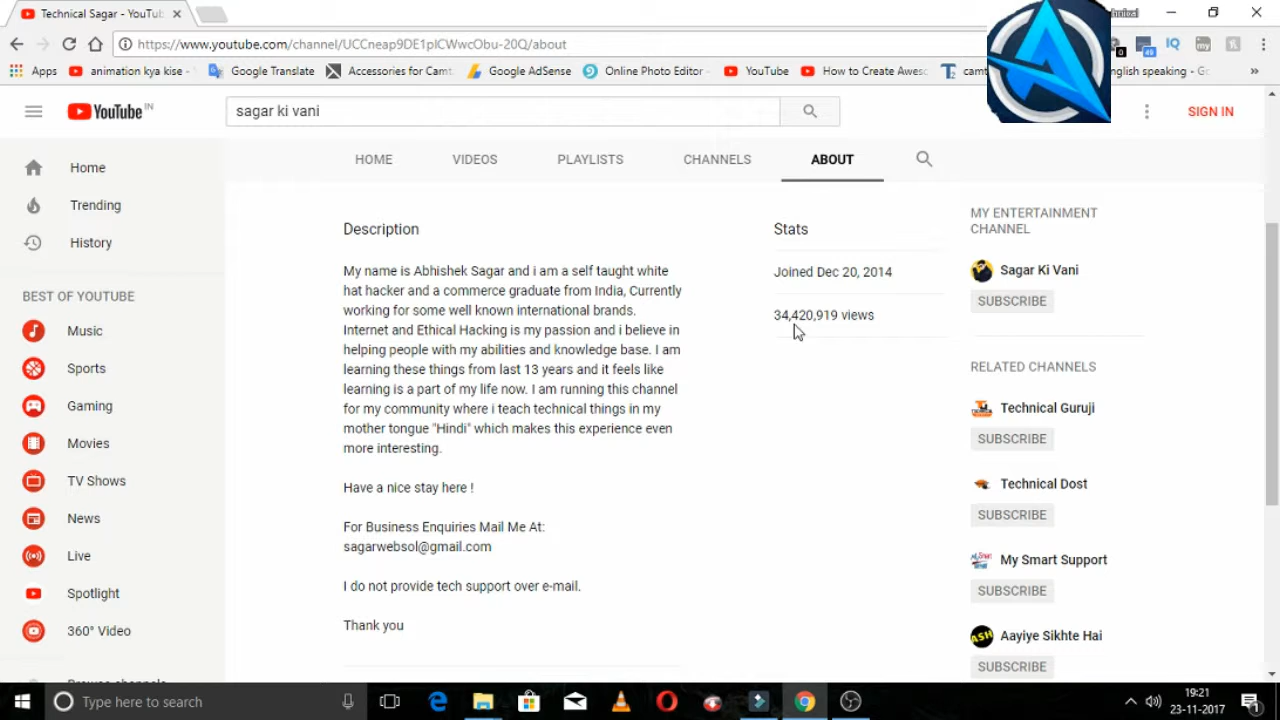 Technical Sagar - YouTub
https://www.youtube.com/channel/UCCneap9DE1pICWwcObu-20Q/about
Apps
animation kya kise -
Google Translate
Accessories for Camt
Google AdSense
Online Photo Editor -
YouTube
How to Create Awesc
camt
nglish speaking - Go
YouTube IN
sagar ki vani
SIGN IN
HOME
VIDEOS
PLAYLISTS
CHANNELS
ABOUT
Home
Trending
History
BEST OF YOUTUBE
Music
Sports
Gaming
Movies
TV Shows
News
Live
Spotlight
360° Video
Description
My name is Abhishek Sagar and i am a self taught white
hat hacker and a commerce graduate from India, Currently
working for some well known international brands.
Internet and Ethical Hacking is my passion and i believe in
helping people with my abilities and knowledge base. I am
learning these things from last 13 years and it feels like
learning is a part of my life now. I am running this channel
for my community where i teach technical things in my
mother tongue "Hindi" which makes this experience even
more interesting.
Have a nice stay here !
For Business Enquiries Mail Me At:
sagarwebsol@gmail.com
I do not provide tech support over e-mail.
Thank you
Stats
Joined Dec 20, 2014
34,420,919 views
MY ENTERTAINMENT
CHANNEL
Sagar Ki Vani
SUBSCRIBE
RELATED CHANNELS
Technical Guruji
SUBSCRIBE
Technical Dost
SUBSCRIBE
My Smart Support
SUBSCRIBE
ASH
Aayiye Sikhte Hai
SUBSCRIBE
Type here to search
19:21
23-11-2017